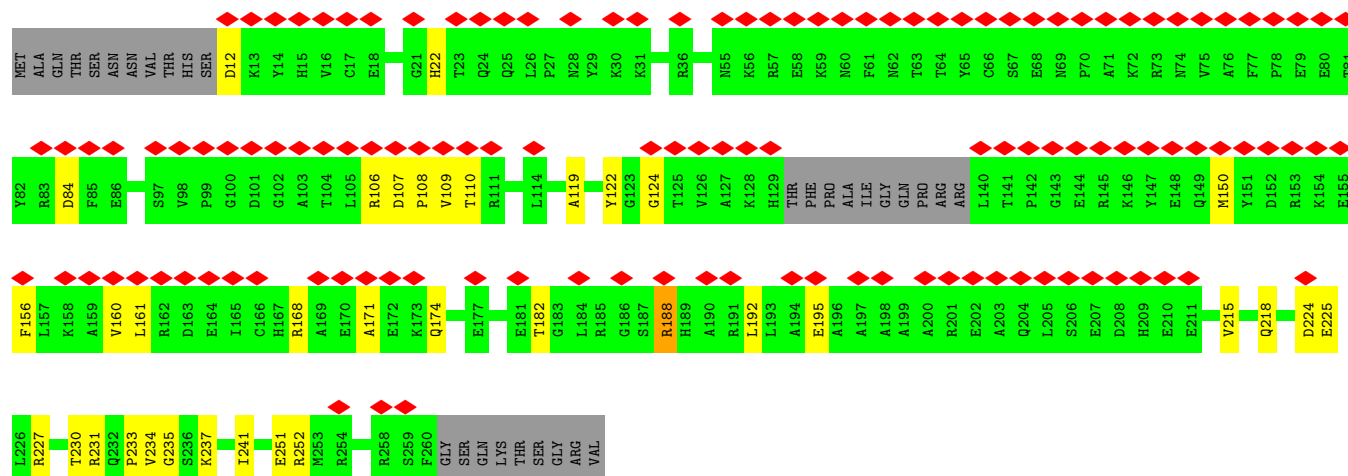 MET ALA GLN THR SER ASN ASN VAL THR HIS SER D12 K13 Y14 H15 V16 C17 E18 G21 H22 T23 Q24 Q25 L26 P27 N28 Y29 K30 K31 R36 N55 K56 R57 E58 K59 N60 F61 N62 T63 T64 Y65 C66 S67 E68 N69 P70 A71 K72 R73 N74 V75 A76 F77 P78 E79 E80 T81
Y82 R83 D84 F85 E86 S97 V98 P99 G100 D101 G102 A103 T104 L105 R106 D107 P108 V109 T110 R111 L114 A119 Y122 G123 G124 T125 V126 A127 K128 H129 THR PHE PRO ALA ILE GLY GLN PRO ARG ARG L140 T141 P142 G143 E144 R145 K146 Y147 E148 Q149 M150 Y151 D152 R153 K154 E155
F156 L157 K158 A159 V160 L161 R162 D163 E164 I165 C166 H167 R168 A169 E170 A171 E172 K173 Q174 E177 E181 T182 G183 L184 R185 G186 S187 R188 H189 A190 R191 L192 L193 A194 E195 A196 A197 A198 A199 A200 R201 E202 A203 Q204 L205 S206 E207 D208 H209 E210 E211 V215 Q218 D224 E225
L226 R227 T230 R231 Q232 P233 V234 G235 S236 K237 I241 E251 R252 M253 R254 R258 S259 F260 GLY SER GLN LYS THR SER GLY ARG VAL